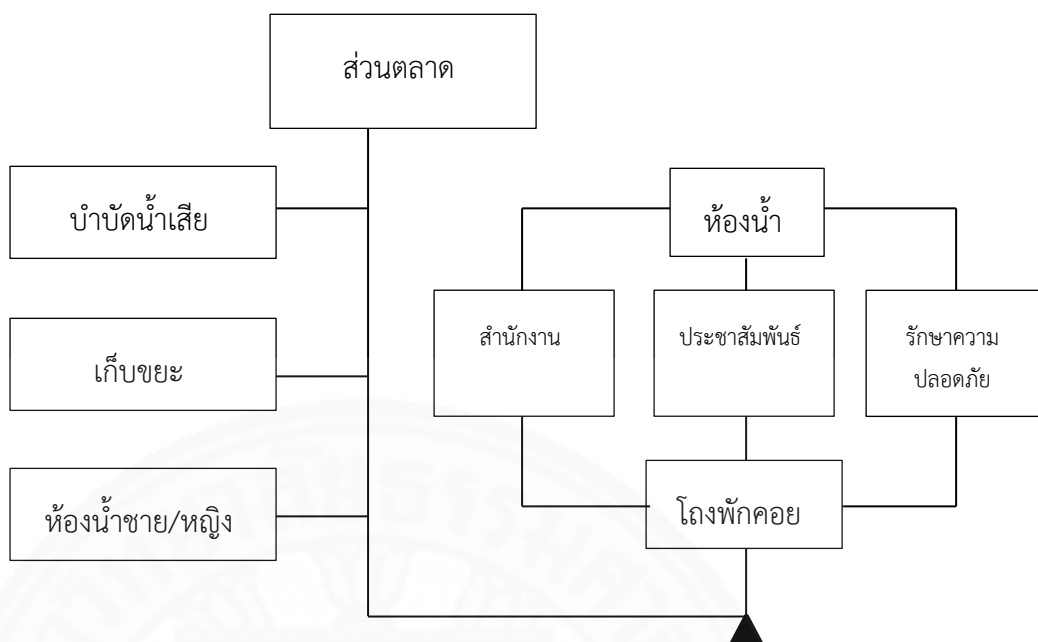 ส่วนตลาด
บำบัดน้ำเสีย
ห้องน้ำ
สำนักงาน
ประชาสัมพันธ์
รักษาความ
ปลอดภัย
เก็บขยะ
ห้องน้ำชาย/หญิง
โถงพักคอย